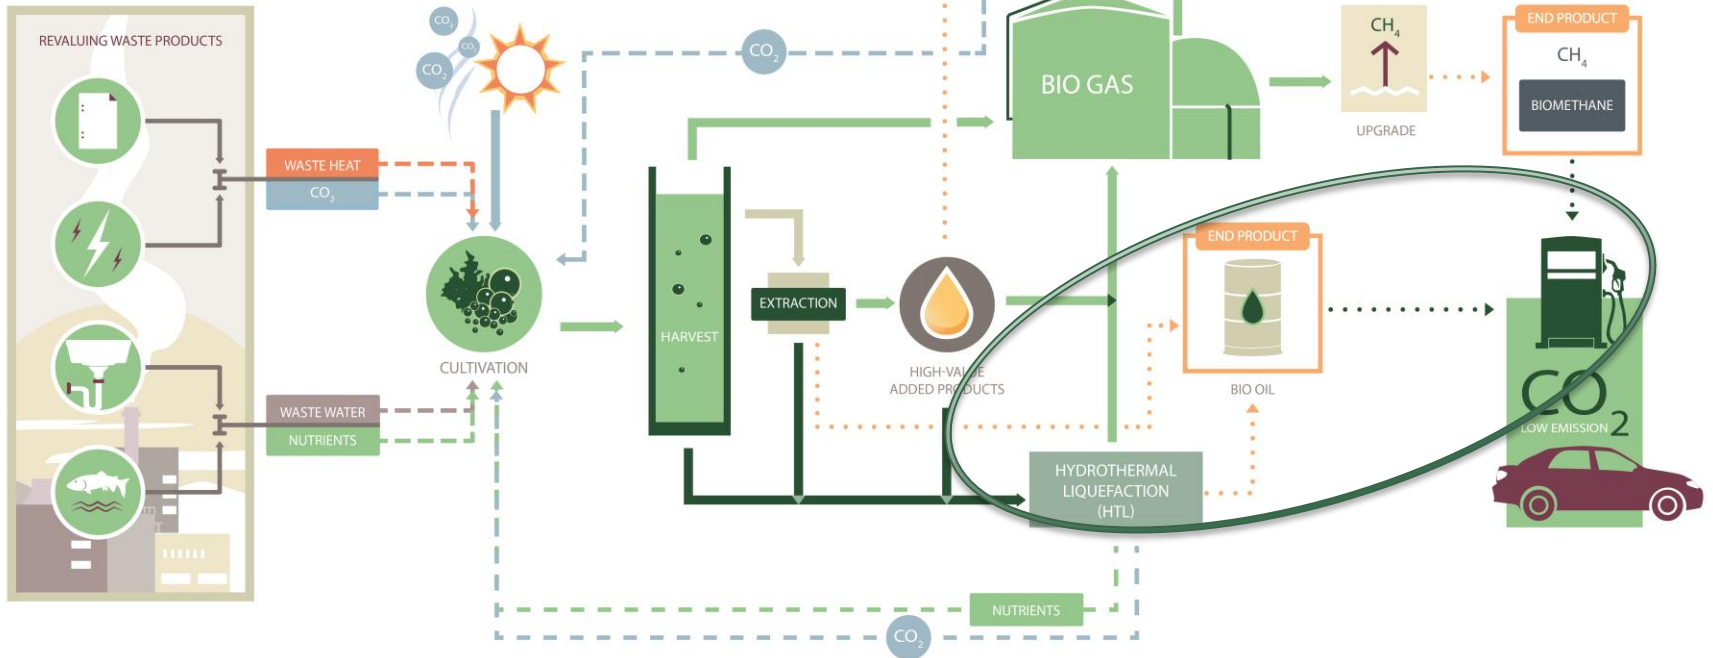 REVALUING WASTE PRODUCTS
WASTE HEAT
CO2
WASTE WATER
NUTRIENTS
CO2
CO2
CO2
CO2
CULTIVATION
HARVEST
EXTRACTION
HIGH-VALUE
ADDED PRODUCTS
BIO GAS
CH4
UPGRADE
END PRODUCT
CH4
BIOMETHANE
END PRODUCT
BIO OIL
HYDROTHERMAL
LIQUEFACTION
(HTL)
CO2
LOW EMISSION
NUTRIENTS
CO2